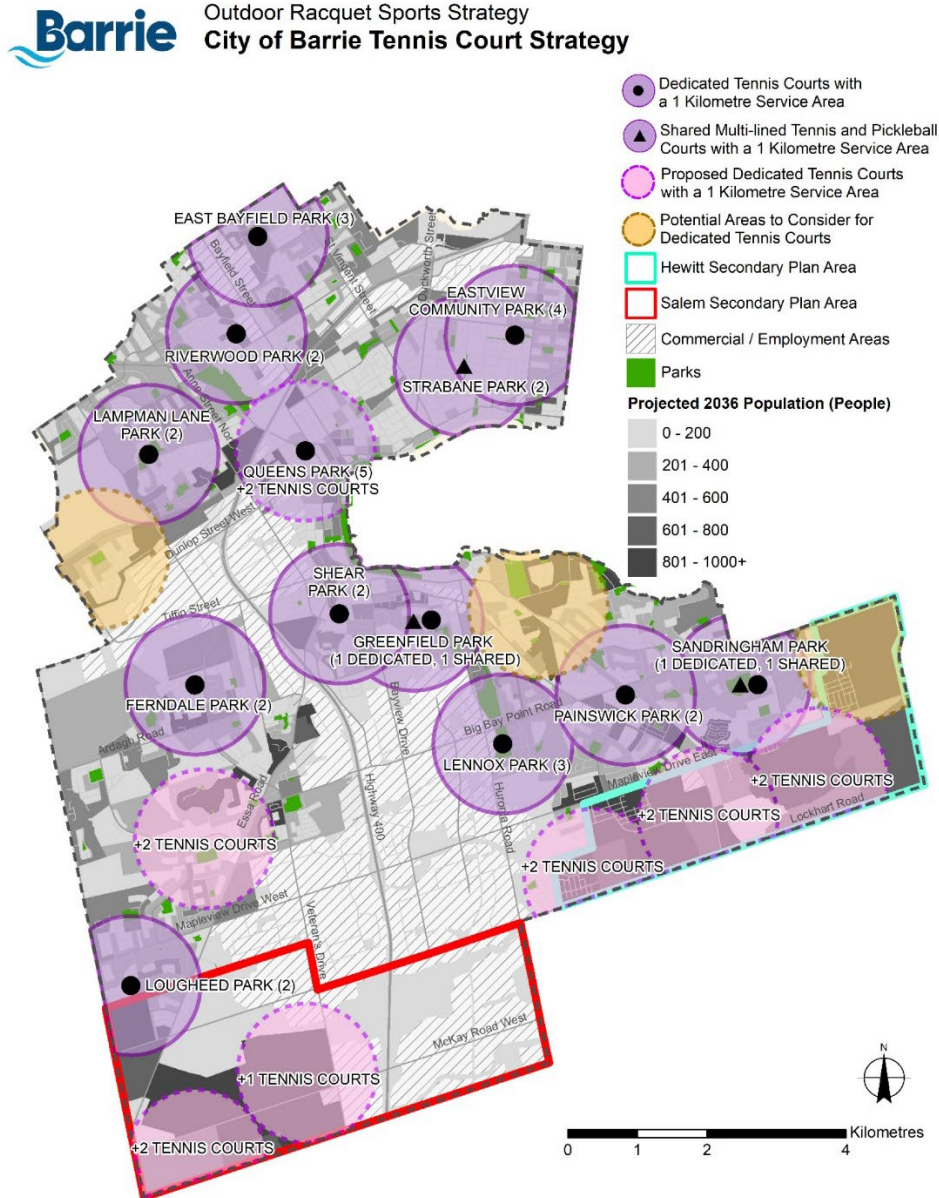 Barrie
Outdoor Racquet Sports Strategy
City of Barrie Tennis Court Strategy
Dedicated Tennis Courts with
a 1 Kilometre Service Area
Shared Multi-lined Tennis and Pickleball
Courts with a 1 Kilometre Service Area
Proposed Dedicated Tennis Courts
with a 1 Kilometre Service Area
Potential Areas to Consider for
Dedicated Tennis Courts
Hewitt Secondary Plan Area
Salem Secondary Plan Area
Commercial / Employment Areas
Parks
Projected 2036 Population (People)
0 - 200
201 - 400
401 - 600
601 - 800
801 - 1000+
EAST BAYFIELD PARK (3)
Bayfield Street
St Vincent Street
Duckworth Street
EASTVIEW
COMMUNITY PARK (4)
RIVERWOOD PARK (2)
STRABANE PARK (2)
Anne Street North
LAMPMAN LANE
PARK (2)
QUEENS PARK (5)
+2 TENNIS COURTS
Dunlop Street West
Tiffin Street
SHEAR
PARK (2)
GREENFIELD PARK
(1 DEDICATED, 1 SHARED)
SANDRINGHAM PARK
(1 DEDICATED, 1 SHARED)
FERNDALE PARK (2)
Bayview Drive
Big Bay Point Road
PAINSWICK PARK (2)
Ardagh Road
LENNOX PARK (3)
Mapleview Drive East
Essa Road
Highway 400
Huronia Road
+2 TENNIS COURTS
+2 TENNIS COURTS
Lockhart Road
+2 TENNIS COURTS
+2 TENNIS COURTS
Mapleview Drive West
Veteran's Drive
LOUGHEED PARK (2)
McKay Road West
+1 TENNIS COURTS
+2 TENNIS COURTS
N
Kilometres
0 1 2 4